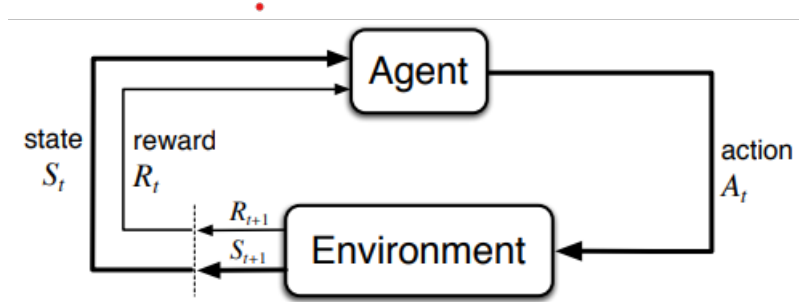 Agent
state
S_t
reward
R_t
action
A_t
R_{t+1}
S_{t+1}
Environment